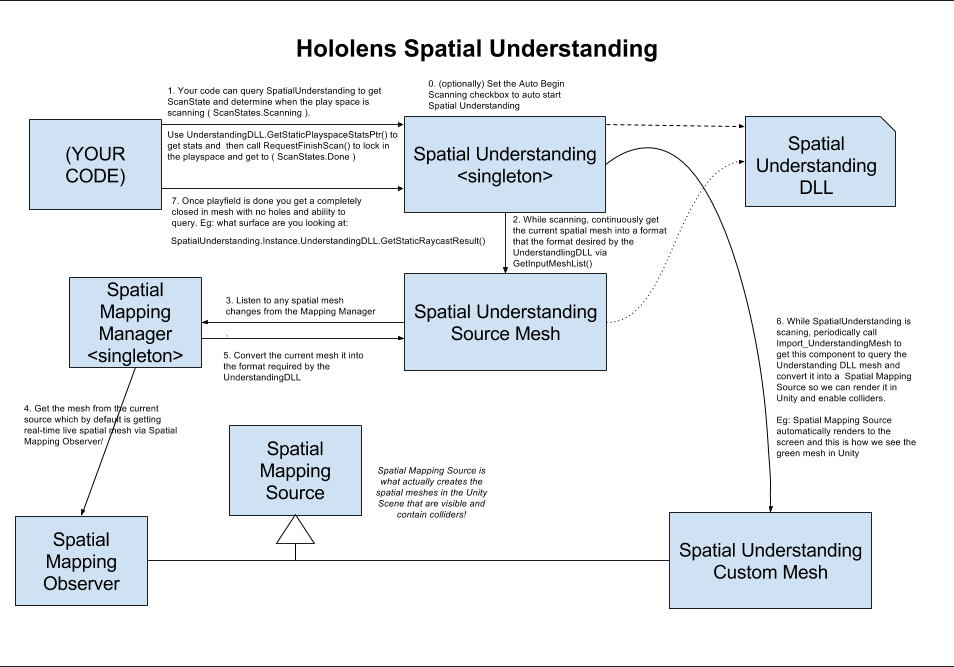 Hololens Spatial Understanding
0. (optionally) Set the Auto Begin
Scanning checkbox to auto start
Spatial Understanding
1. Your code can query SpatialUnderstanding to get
ScanState and determine when the play space is
scanning ( ScanStates.Scanning ).
Use UnderstandingDLL.GetStaticPlayspaceStatsPtr() to
get stats and  then call RequestFinishScan() to lock in
the playspace and get to ( ScanStates.Done )
(YOUR
CODE)
Spatial Understanding
<singleton>
Spatial
Understanding
DLL
7. Once playfield is done you get a completely
closed in mesh with no holes and ability to
query. Eg: what surface are you looking at:
SpatialUnderstanding.Instance.UnderstandingDLL.GetStaticRaycastResult()
2. While scanning, continuously get
the current spatial mesh into a format
that the format desired by the
UnderstandlingDLL via
GetInputMeshList()
Spatial
Mapping
Manager
<singleton>
3. Listen to any spatial mesh
changes from the Mapping Manager
.
5. Convert the current mesh it into
the format required by the
UnderstandingDLL
Spatial Understanding
Source Mesh
6. While SpatialUnderstanding is
scaning, periodically call
Import_UnderstandingMesh to
get this component to query the
Understanding DLL mesh and
convert it into a  Spatial Mapping
Source so we can render it in
Unity and enable colliders.
Eg: Spatial Mapping Source
automatically renders to the
screen and this is how we see the
green mesh in Unity
4. Get the mesh from the current
source which by default is getting
real-time live spatial mesh via Spatial
Mapping Observer/
Spatial
Mapping
Source
Spatial Mapping Source is
what actually creates the
spatial meshes in the Unity
Scene that are visible and
contain colliders!
Spatial
Mapping
Observer
Spatial Understanding
Custom Mesh